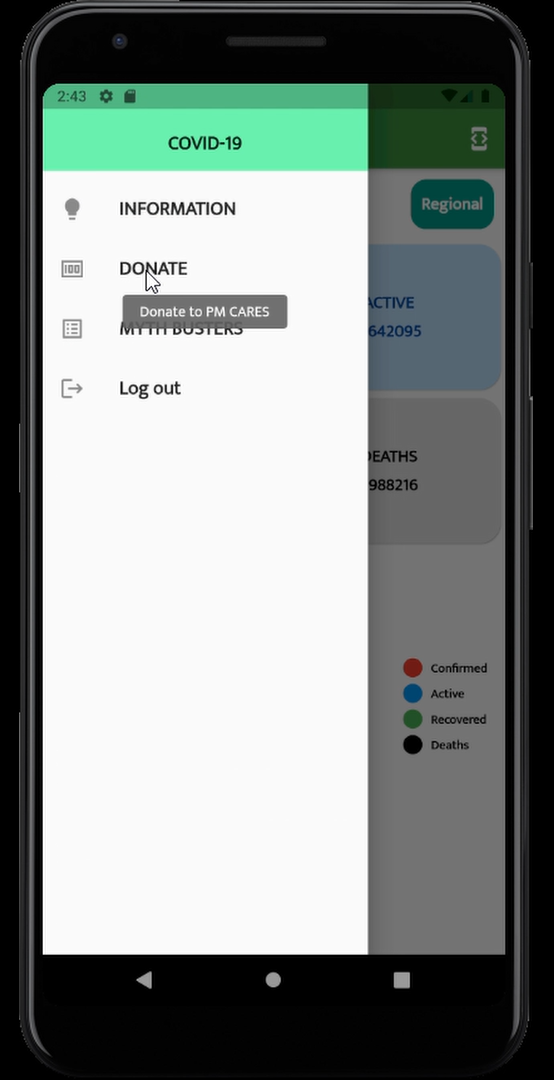 2:43
COVID-19
INFORMATION
DONATE
Donate to PM CARES
MYTH BUSTERS
Log out
Regional
ACTIVE
642095
DEATHS
988216
Confirmed
Active
Recovered
Deaths